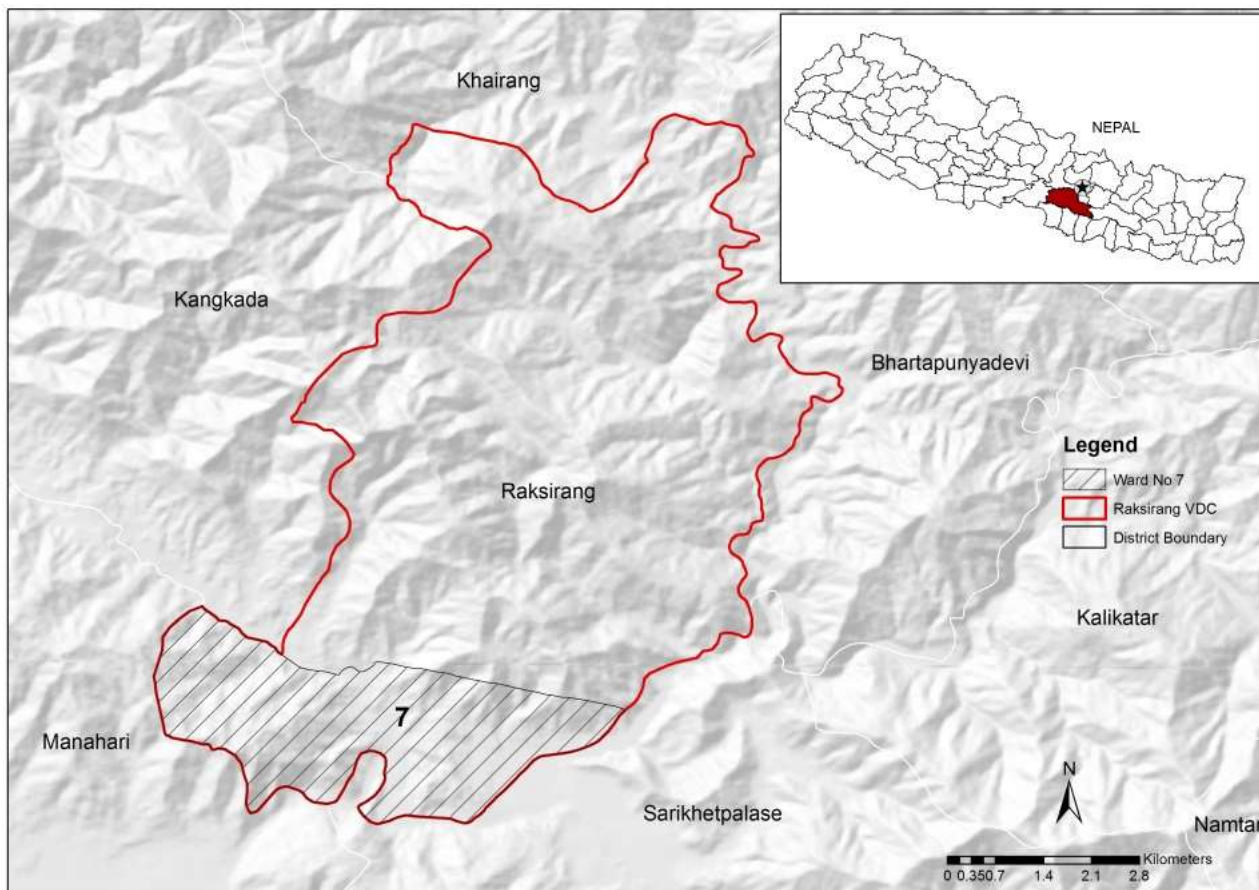 Khairang
NEPAL
Kangkada
Bhartapunyadevi
Legend
Ward No 7
Raksirang VDC
District Boundary
Raksirang
Kalikatar
7
Manahari
Sarikhetpalase
N
Namtar
Kilometers
0 0.350.7 1.4 2.1 2.8